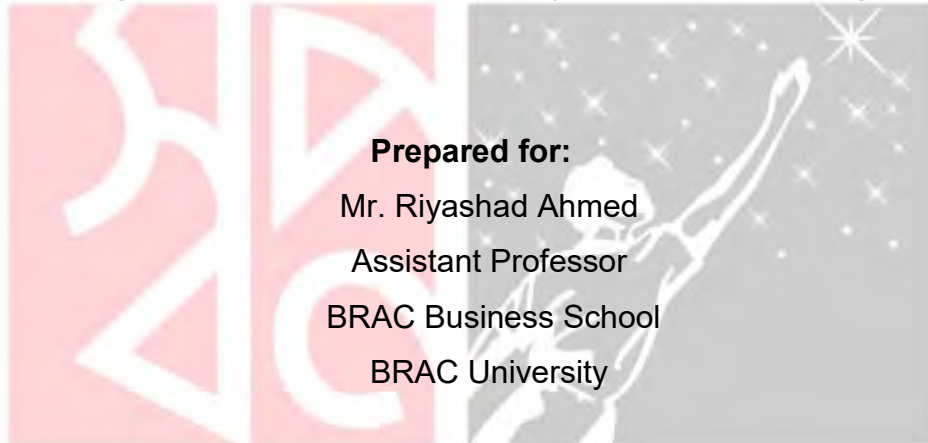 Prepared for:
Mr. Riyashad Ahmed
Assistant Professor
BRAC Business School
BRAC University